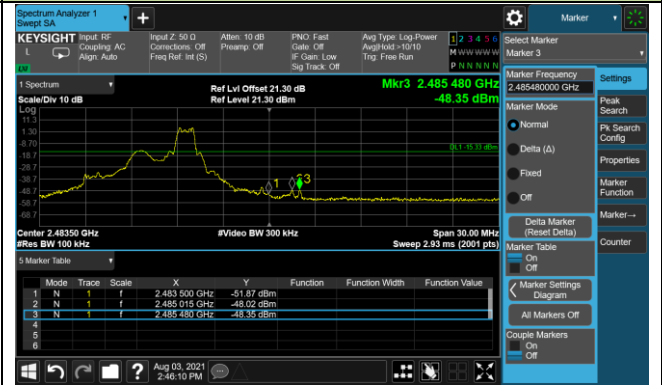 Spectrum Analyzer 1
Swept SA
+
Marker
KEYSIGHT
L
Input: RF
Coupling: AC
Align: Auto
Input Z: 50 Ω
Corrections: Off
Freq Ref: Int (S)
Atten: 10 dB
Preamp: Off
PNO: Fast
Gate: Off
IF Gain: Low
Sig Track: Off
Avg Type: Log-Power
Avg|Hold:>10/10
Trig: Free Run
1 2 3 4 5 6
M W W W W W
P N N N N N
Select Marker
Marker 3
1 Spectrum
Scale/Div 10 dB
Ref Lvl Offset 21.30 dB
Ref Level 21.30 dBm
Mkr3 2.485 480 GHz
-48.35 dBm
Log
11.3
1.30
-8.70
-18.7
-28.7
-38.7
-48.7
-58.7
-68.7
DL1 -15.33 dBm
1
3
Center 2.48350 GHz
#Res BW 100 kHz
#Video BW 300 kHz
Span 30.00 MHz
Sweep 2.93 ms (2001 pts)
5 Marker Table
Mode Trace Scale X Y Function Function Width Function Value
1 N 1 f 2.483 500 GHz -51.87 dBm
2 N 1 f 2.485 015 GHz -48.02 dBm
3 N 1 f 2.485 480 GHz -48.35 dBm
4
5
6
Marker Frequency
2.485480000 GHz
Marker Mode
Normal
Delta (Δ)
Fixed
Off
Delta Marker
(Reset Delta)
Marker Table
On
Off
Marker Settings
Diagram
All Markers Off
Couple Markers
On
Off
Settings
Peak
Search
Pk Search
Config
Properties
Marker
Function
Marker→
Counter
?
Aug 03, 2021
2:46:10 PM